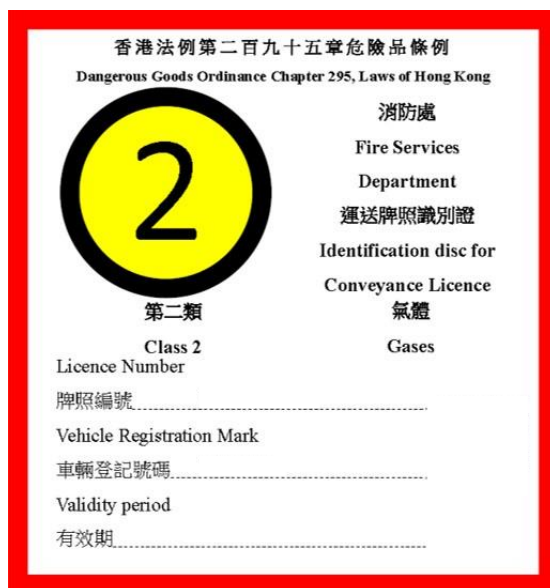 香港法例第二百九十五章危險品條例
Dangerous Goods Ordinance Chapter 295, Laws of Hong Kong
2
消防處
Fire Services
Department
運送牌照識別證
Identification disc for
Conveyance Licence
第二類
氣體
Class 2
Gases
Licence Number
牌照編號
Vehicle Registration Mark
車輛登記號碼
Validity period
有效期